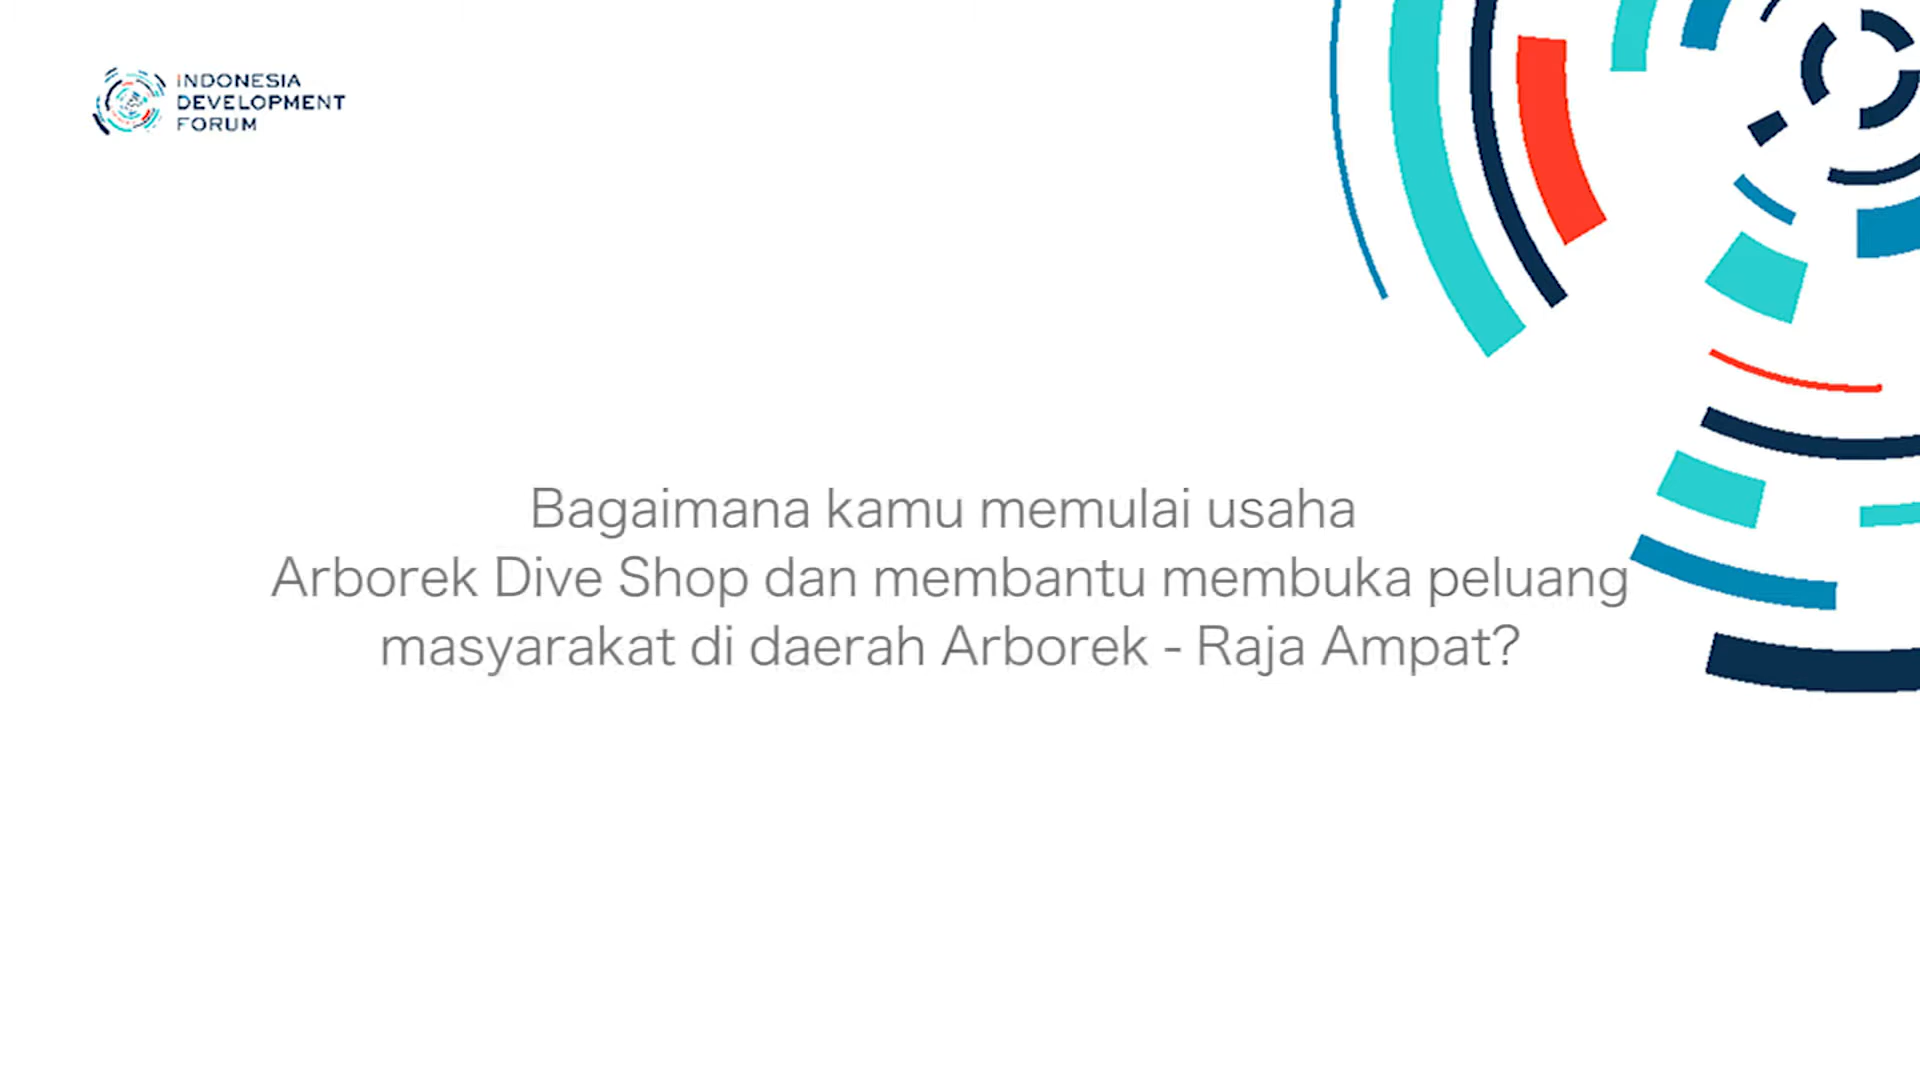 INDONESIA
DEVELOPMENT
FORUM
Bagaimana kamu memulai usaha
Arborek Dive Shop dan membantu membuka peluang
masyarakat di daerah Arborek - Raja Ampat?